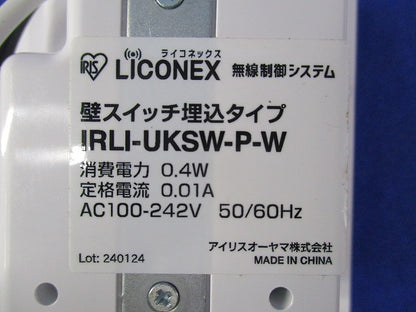 ライコネックス
IRIS LICONEX 無線制御システム
壁スイッチ埋込タイプ
IRLI-UKSW-P-W
消費電力 0.4W
定格電流 0.01A
AC100-242V 50/60Hz
アイリスオーヤマ株式会社
Lot: 240124 MADE IN CHINA